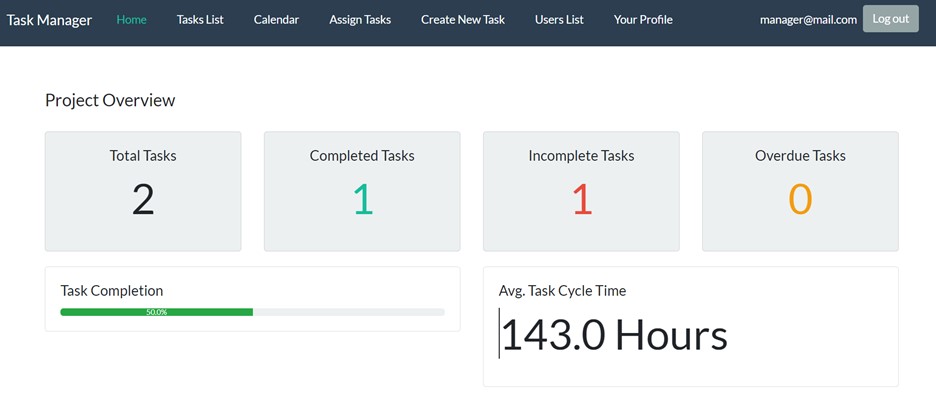 Task Manager Home Tasks List Calendar Assign Tasks Create New Task Users List Your Profile manager@mail.com Log out
Project Overview
Total Tasks
2
Completed Tasks
1
Incomplete Tasks
1
Overdue Tasks
0
Task Completion
50.0%
Avg. Task Cycle Time
143.0 Hours